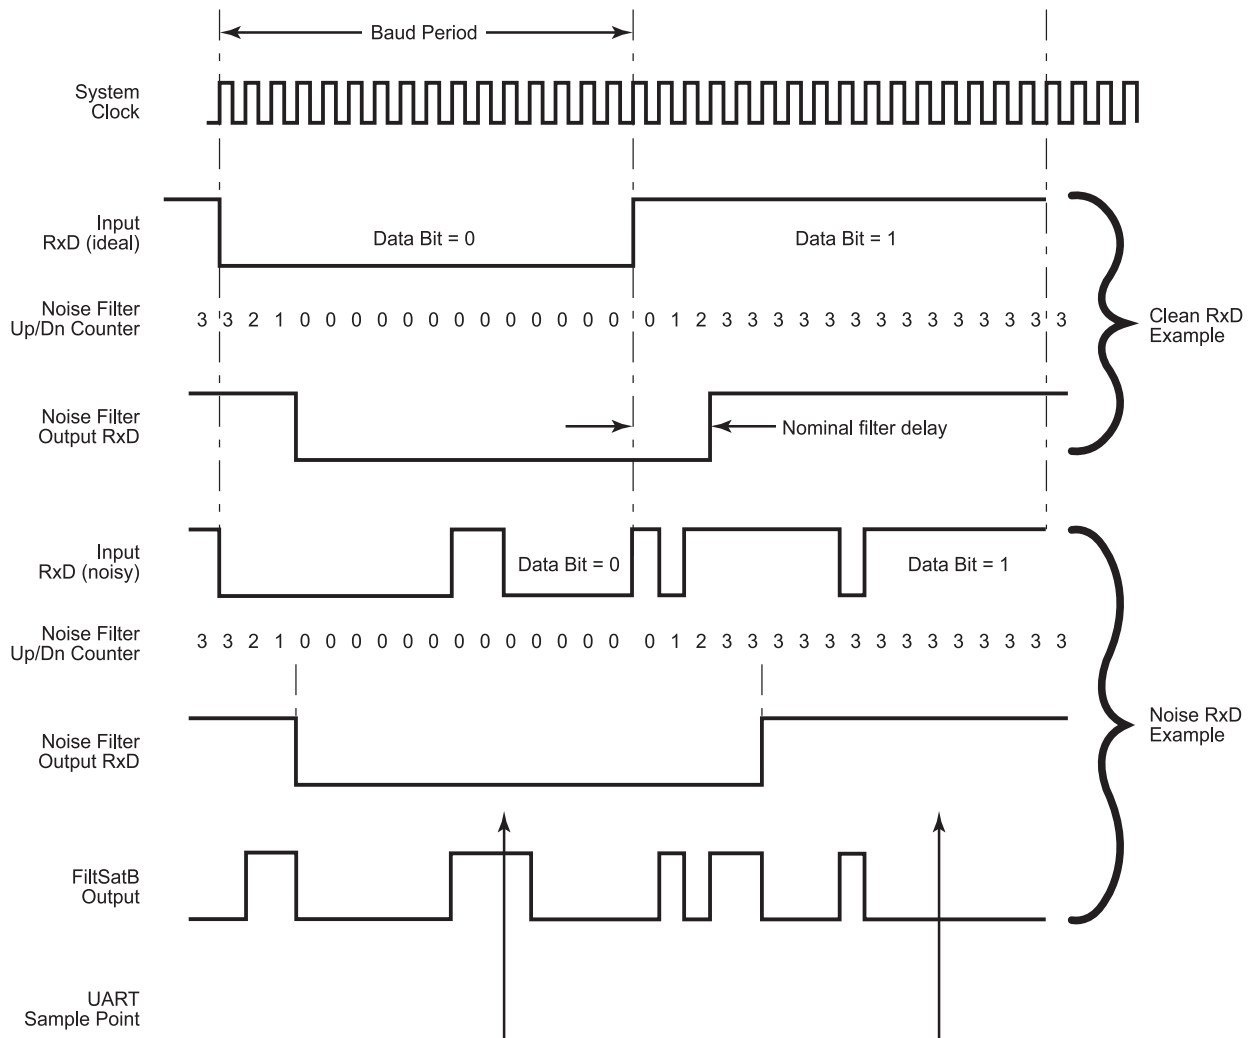 Baud Period
System
Clock
Input
RxD (ideal)
Data Bit = 0
Data Bit = 1
Noise Filter
Up/Dn Counter
3 3 2 1 0 0 0 0 0 0 0 0 0 0 0 0 0 0 1 2 3 3 3 3 3 3 3 3 3 3 3 3 3 3
Clean RxD
Example
Noise Filter
Output RxD
Nominal filter delay
Input
RxD (noisy)
Data Bit = 0
Data Bit = 1
Noise Filter
Up/Dn Counter
3 3 2 1 0 0 0 0 0 0 0 0 0 0 0 0 0 0 1 2 3 3 3 3 3 3 3 3 3 3 3 3 3 3
Noise RxD
Example
Noise Filter
Output RxD
FiltSatB
Output
UART
Sample Point